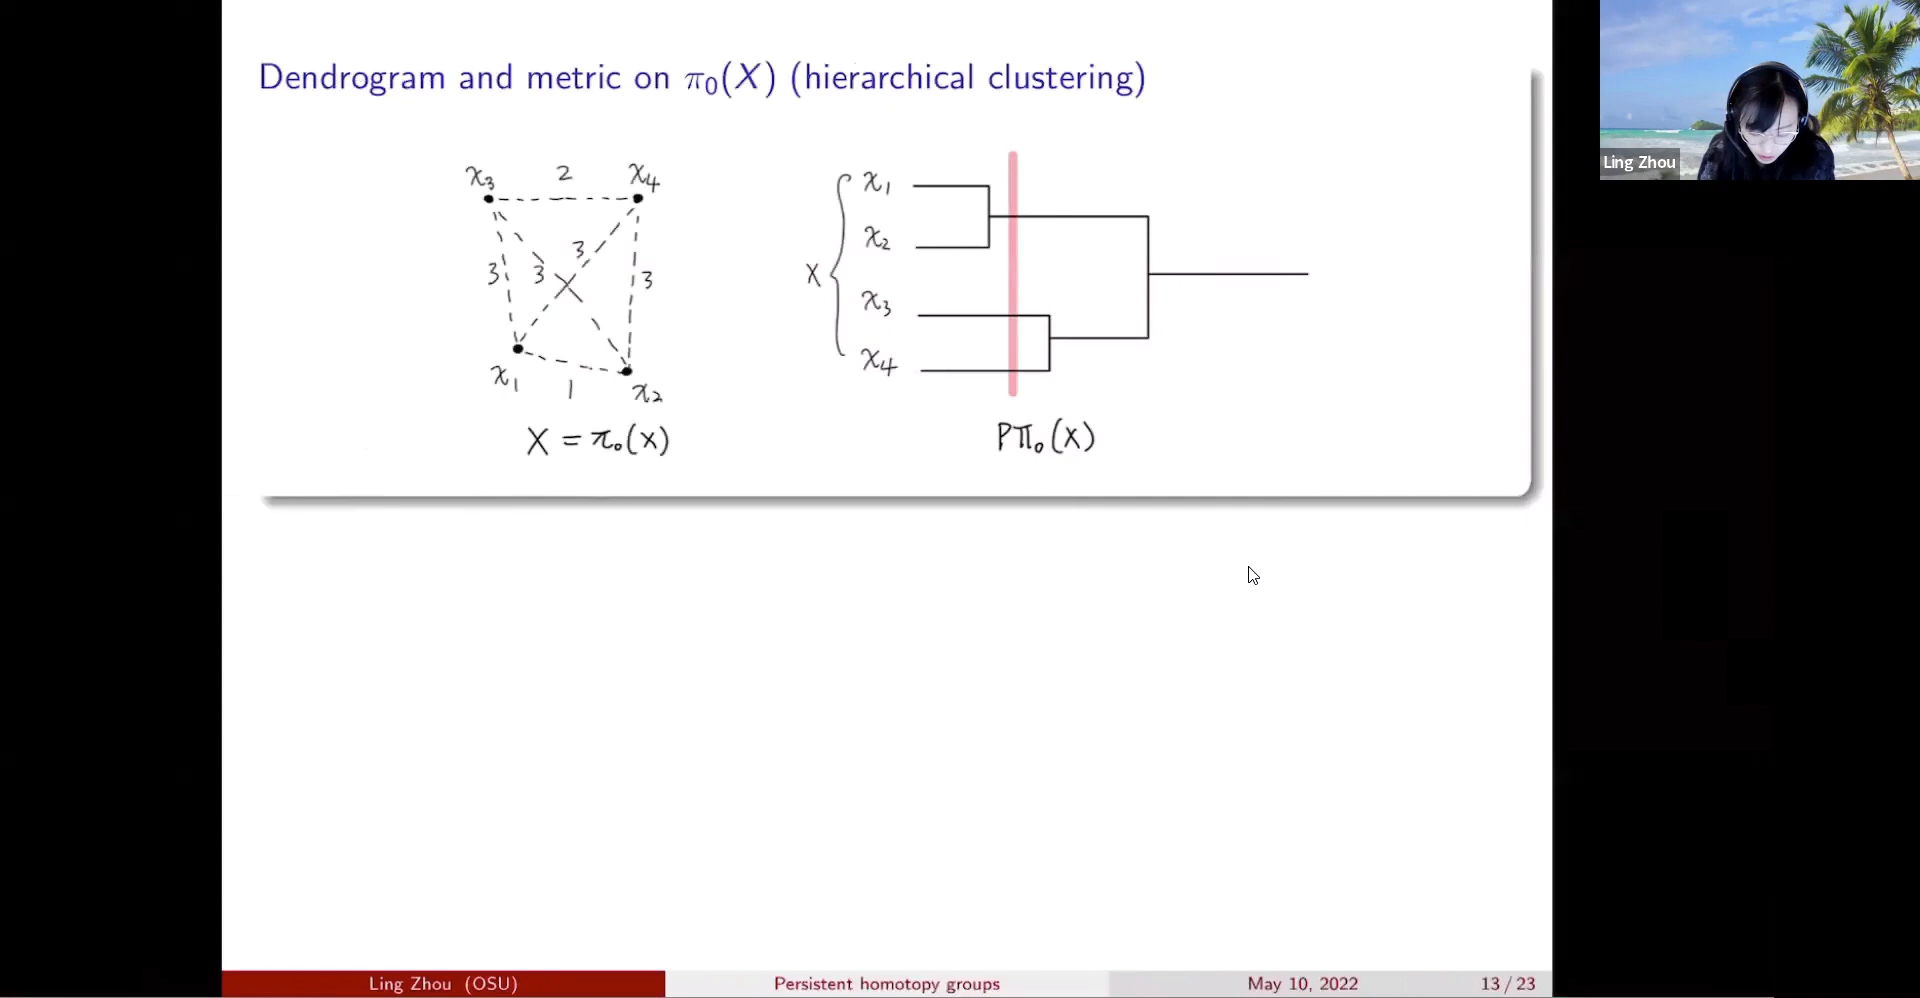 Dendrogram and metric on π₀(X) (hierarchical clustering)
x₃ 2 x₄
3 3 3 3
x₁ 1 x₂
X = π₀(X)
X { x₁
x₂
x₃
x₄
PΠ₀(X)
Ling Zhou
Ling Zhou (OSU) Persistent homotopy groups May 10, 2022 13 / 23